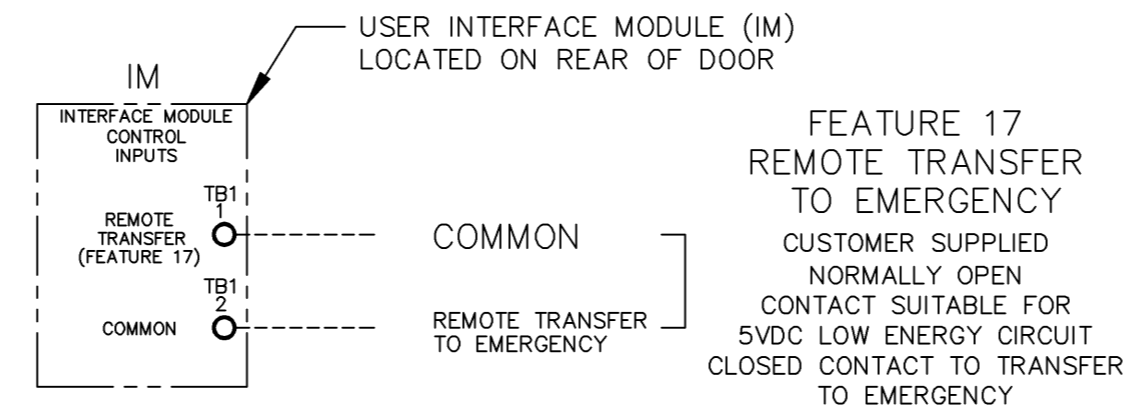 USER INTERFACE MODULE (IM)
LOCATED ON REAR OF DOOR
IM
INTERFACE MODULE
CONTROL
INPUTS
TB1
1
REMOTE
TRANSFER
(FEATURE 17)
TB1
2
COMMON
COMMON
REMOTE TRANSFER
TO EMERGENCY
FEATURE 17
REMOTE TRANSFER
TO EMERGENCY
CUSTOMER SUPPLIED
NORMALLY OPEN
CONTACT SUITABLE FOR
5VDC LOW ENERGY CIRCUIT
CLOSED CONTACT TO TRANSFER
TO EMERGENCY